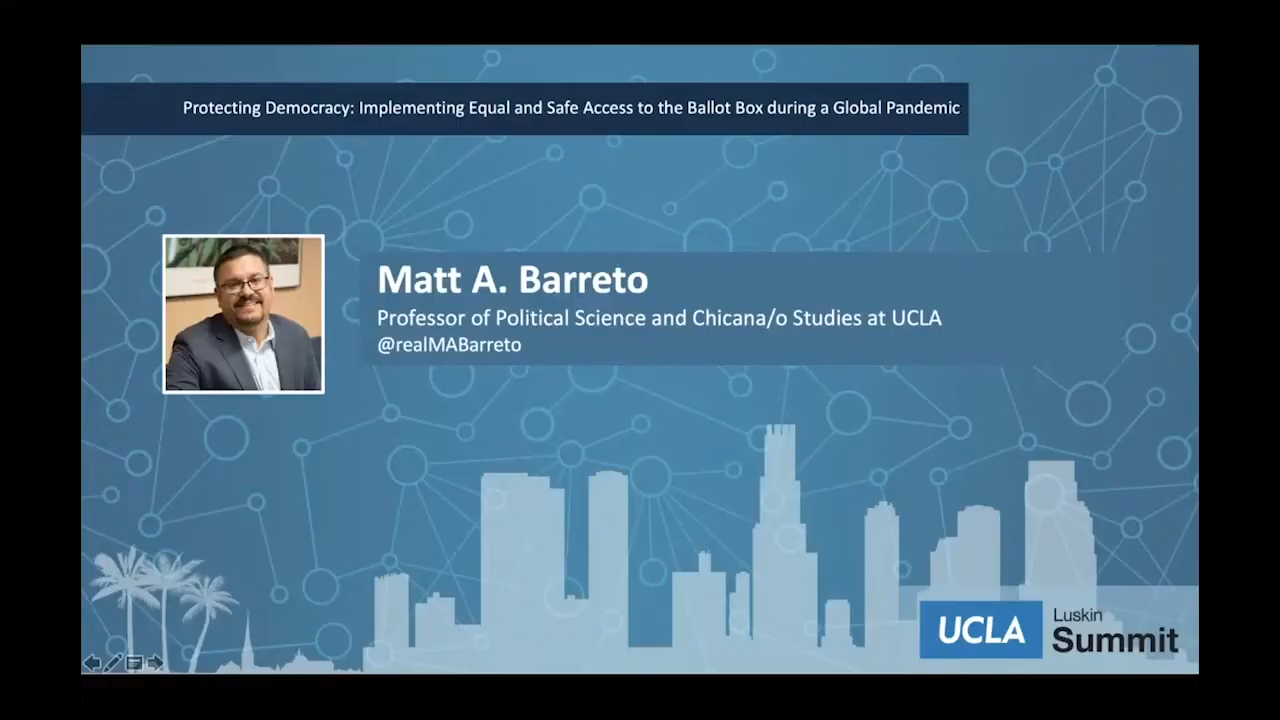 Protecting Democracy: Implementing Equal and Safe Access to the Ballot Box during a Global Pandemic
Matt A. Barreto
Professor of Political Science and Chicana/o Studies at UCLA
@realMABarreto
UCLA
Luskin
Summit